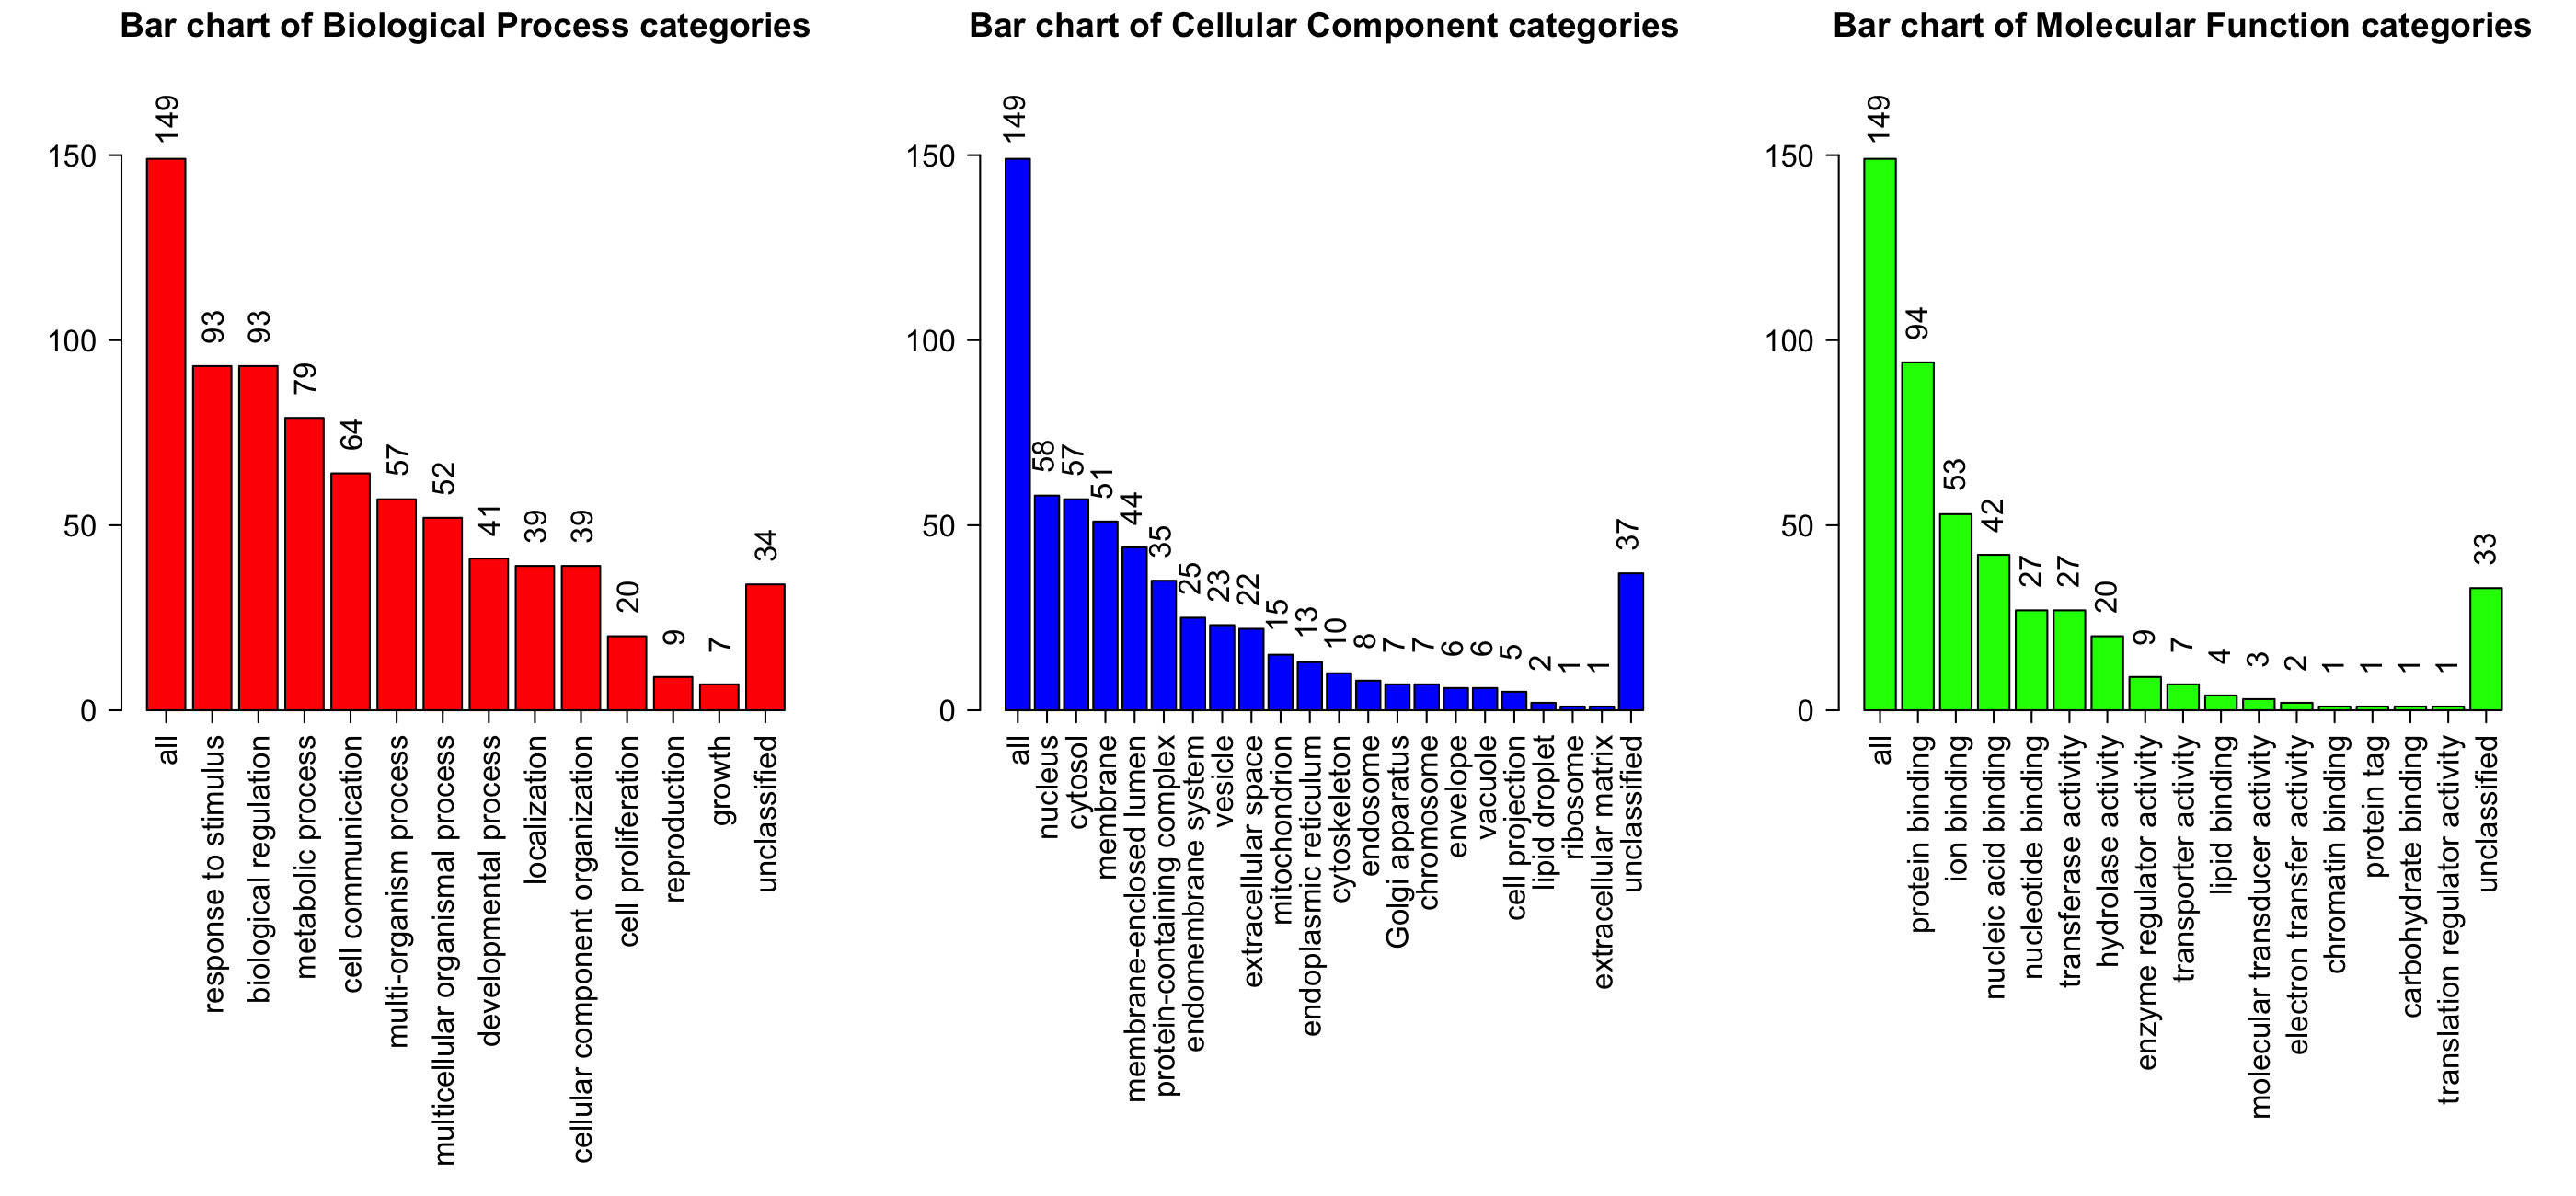 Bar chart of Biological Process categories
149
93
93
79
64
57
52
41
39
39
20
9
7
34
150
100
50
0
all
response to stimulus
biological regulation
metabolic process
cell communication
multi-organism process
multicellular organismal process
developmental process
localization
cellular component organization
cell proliferation
reproduction
growth
unclassified
Bar chart of Cellular Component categories
149
58
57
51
44
35
25
23
22
15
13
10
8
7
7
6
6
5
2
1
1
37
150
100
50
0
all
nucleus
cytosol
membrane
membrane-enclosed lumen
protein-containing complex
endomembrane system
vesicle
extracellular space
mitochondrion
endoplasmic reticulum
cytoskeleton
endosome
Golgi apparatus
chromosome
envelope
vacuole
cell projection
lipid droplet
ribosome
extracellular matrix
unclassified
Bar chart of Molecular Function categories
149
94
53
42
27
27
20
9
7
4
3
2
1
1
1
1
33
150
100
50
0
all
protein binding
ion binding
nucleic acid binding
nucleotide binding
transferase activity
hydrolase activity
enzyme regulator activity
transporter activity
lipid binding
molecular transducer activity
electron transfer activity
chromatin binding
protein tag
carbohydrate binding
translation regulator activity
unclassified